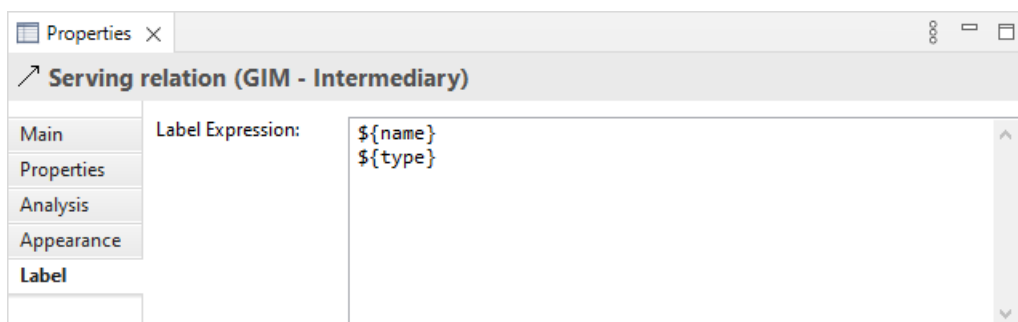 Properties
Serving relation (GIM - Intermediary)
Main
Label Expression:
${name}
${type}
Properties
Analysis
Appearance
Label